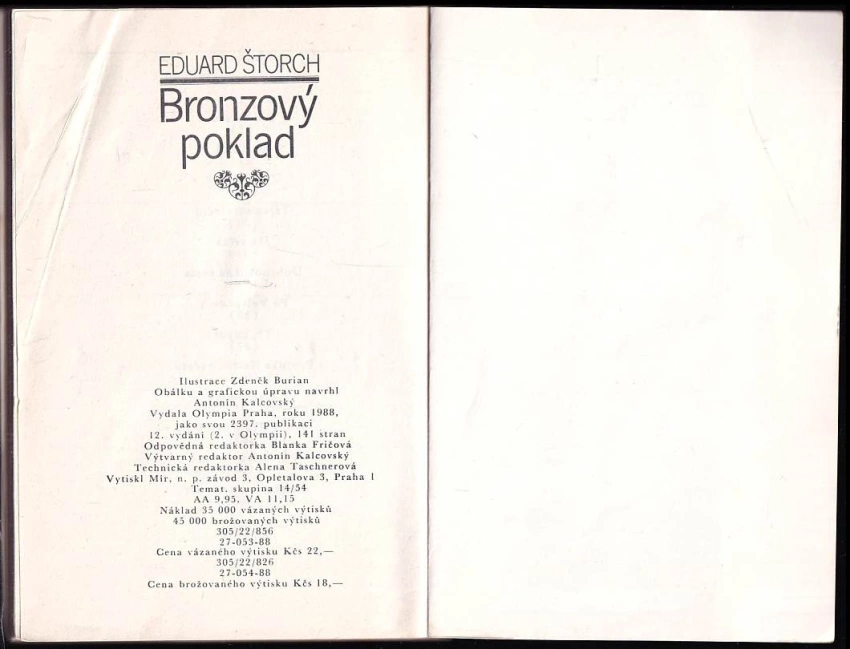 EDUARD ŠTORCH
Bronzový
poklad
Ilustrace Zdeněk Burian
Obálku a grafickou úpravu navrhl
Antonín Kalcovský
Vydala Olympia Praha, roku 1988,
jako svou 2397. publikaci
12. vydání (2. v Olympii), 141 stran
Odpovědná redaktorka Blanka Fričová
Výtvarný redaktor Antonín Kalcovský
Technická redaktorka Alena Taschnerová
Vytiskl Mír, n. p. závod 3, Opletalova 3, Praha 1
Temat. skupina 14/54
AA 9,95. VA 11,15
Náklad 35 000 vázaných výtisků
45 000 brožovaných výtisků
305/22/856
27-053-88
Cena vázaného výtisku Kčs 22,—
305/22/826
27-054-88
Cena brožovaného výtisku Kčs 18,—